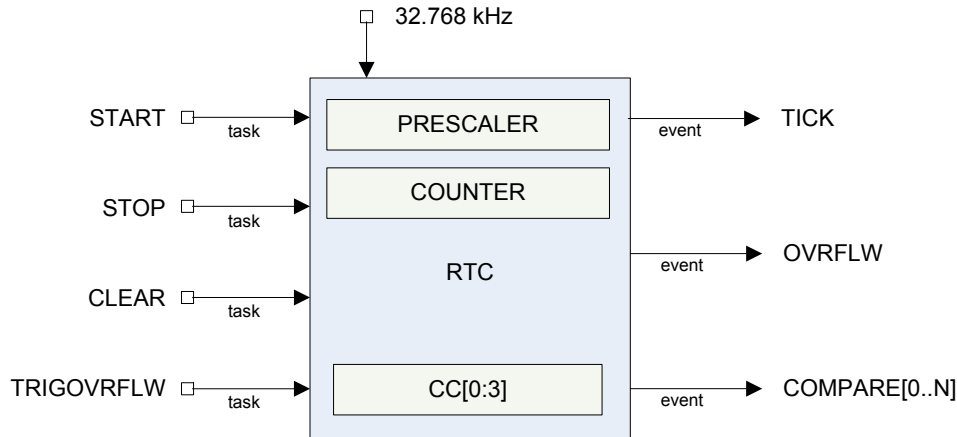 32.768 kHz
START
task
PRESCALER
event
TICK
STOP
task
COUNTER
RTC
event
OVRFLW
CLEAR
task
TRIGOVRFLW
task
CC[0:3]
event
COMPARE[0..N]